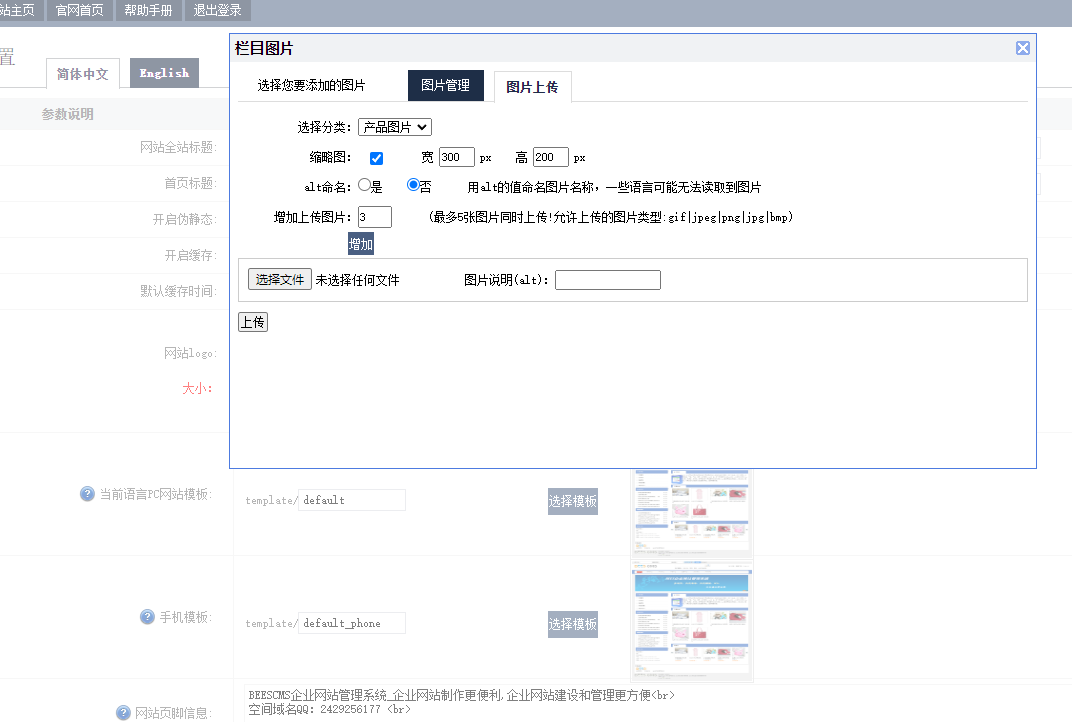 站主页 官网首页 帮助手册 退出登录
置
简体中文 English
参数说明
网站全站标题:
首页标题:
开启伪静态:
开启缓存:
默认缓存时间:
网站logo:
大小:
栏目图片
选择您要添加的图片 图片管理 图片上传
选择分类: 产品图片
缩略图: 宽 300 px 高 200 px
alt命名: 是 否 用alt的值命名图片名称，一些语言可能无法读取到图片
增加上传图片: 3 (最多5张图片同时上传!允许上传的图片类型:gif|jpeg|png|jpg|bmp)
增加
选择文件 未选择任何文件 图片说明(alt):
上传
当前语言PC网站模板: template/ default 选择模板
手机模板: template/ default_phone 选择模板
网站页脚信息: BEESCMS企业网站管理系统_企业网站制作更便利,企业网站建设和管理更方便<br>
空间域名QQ: 2429256177 <br>